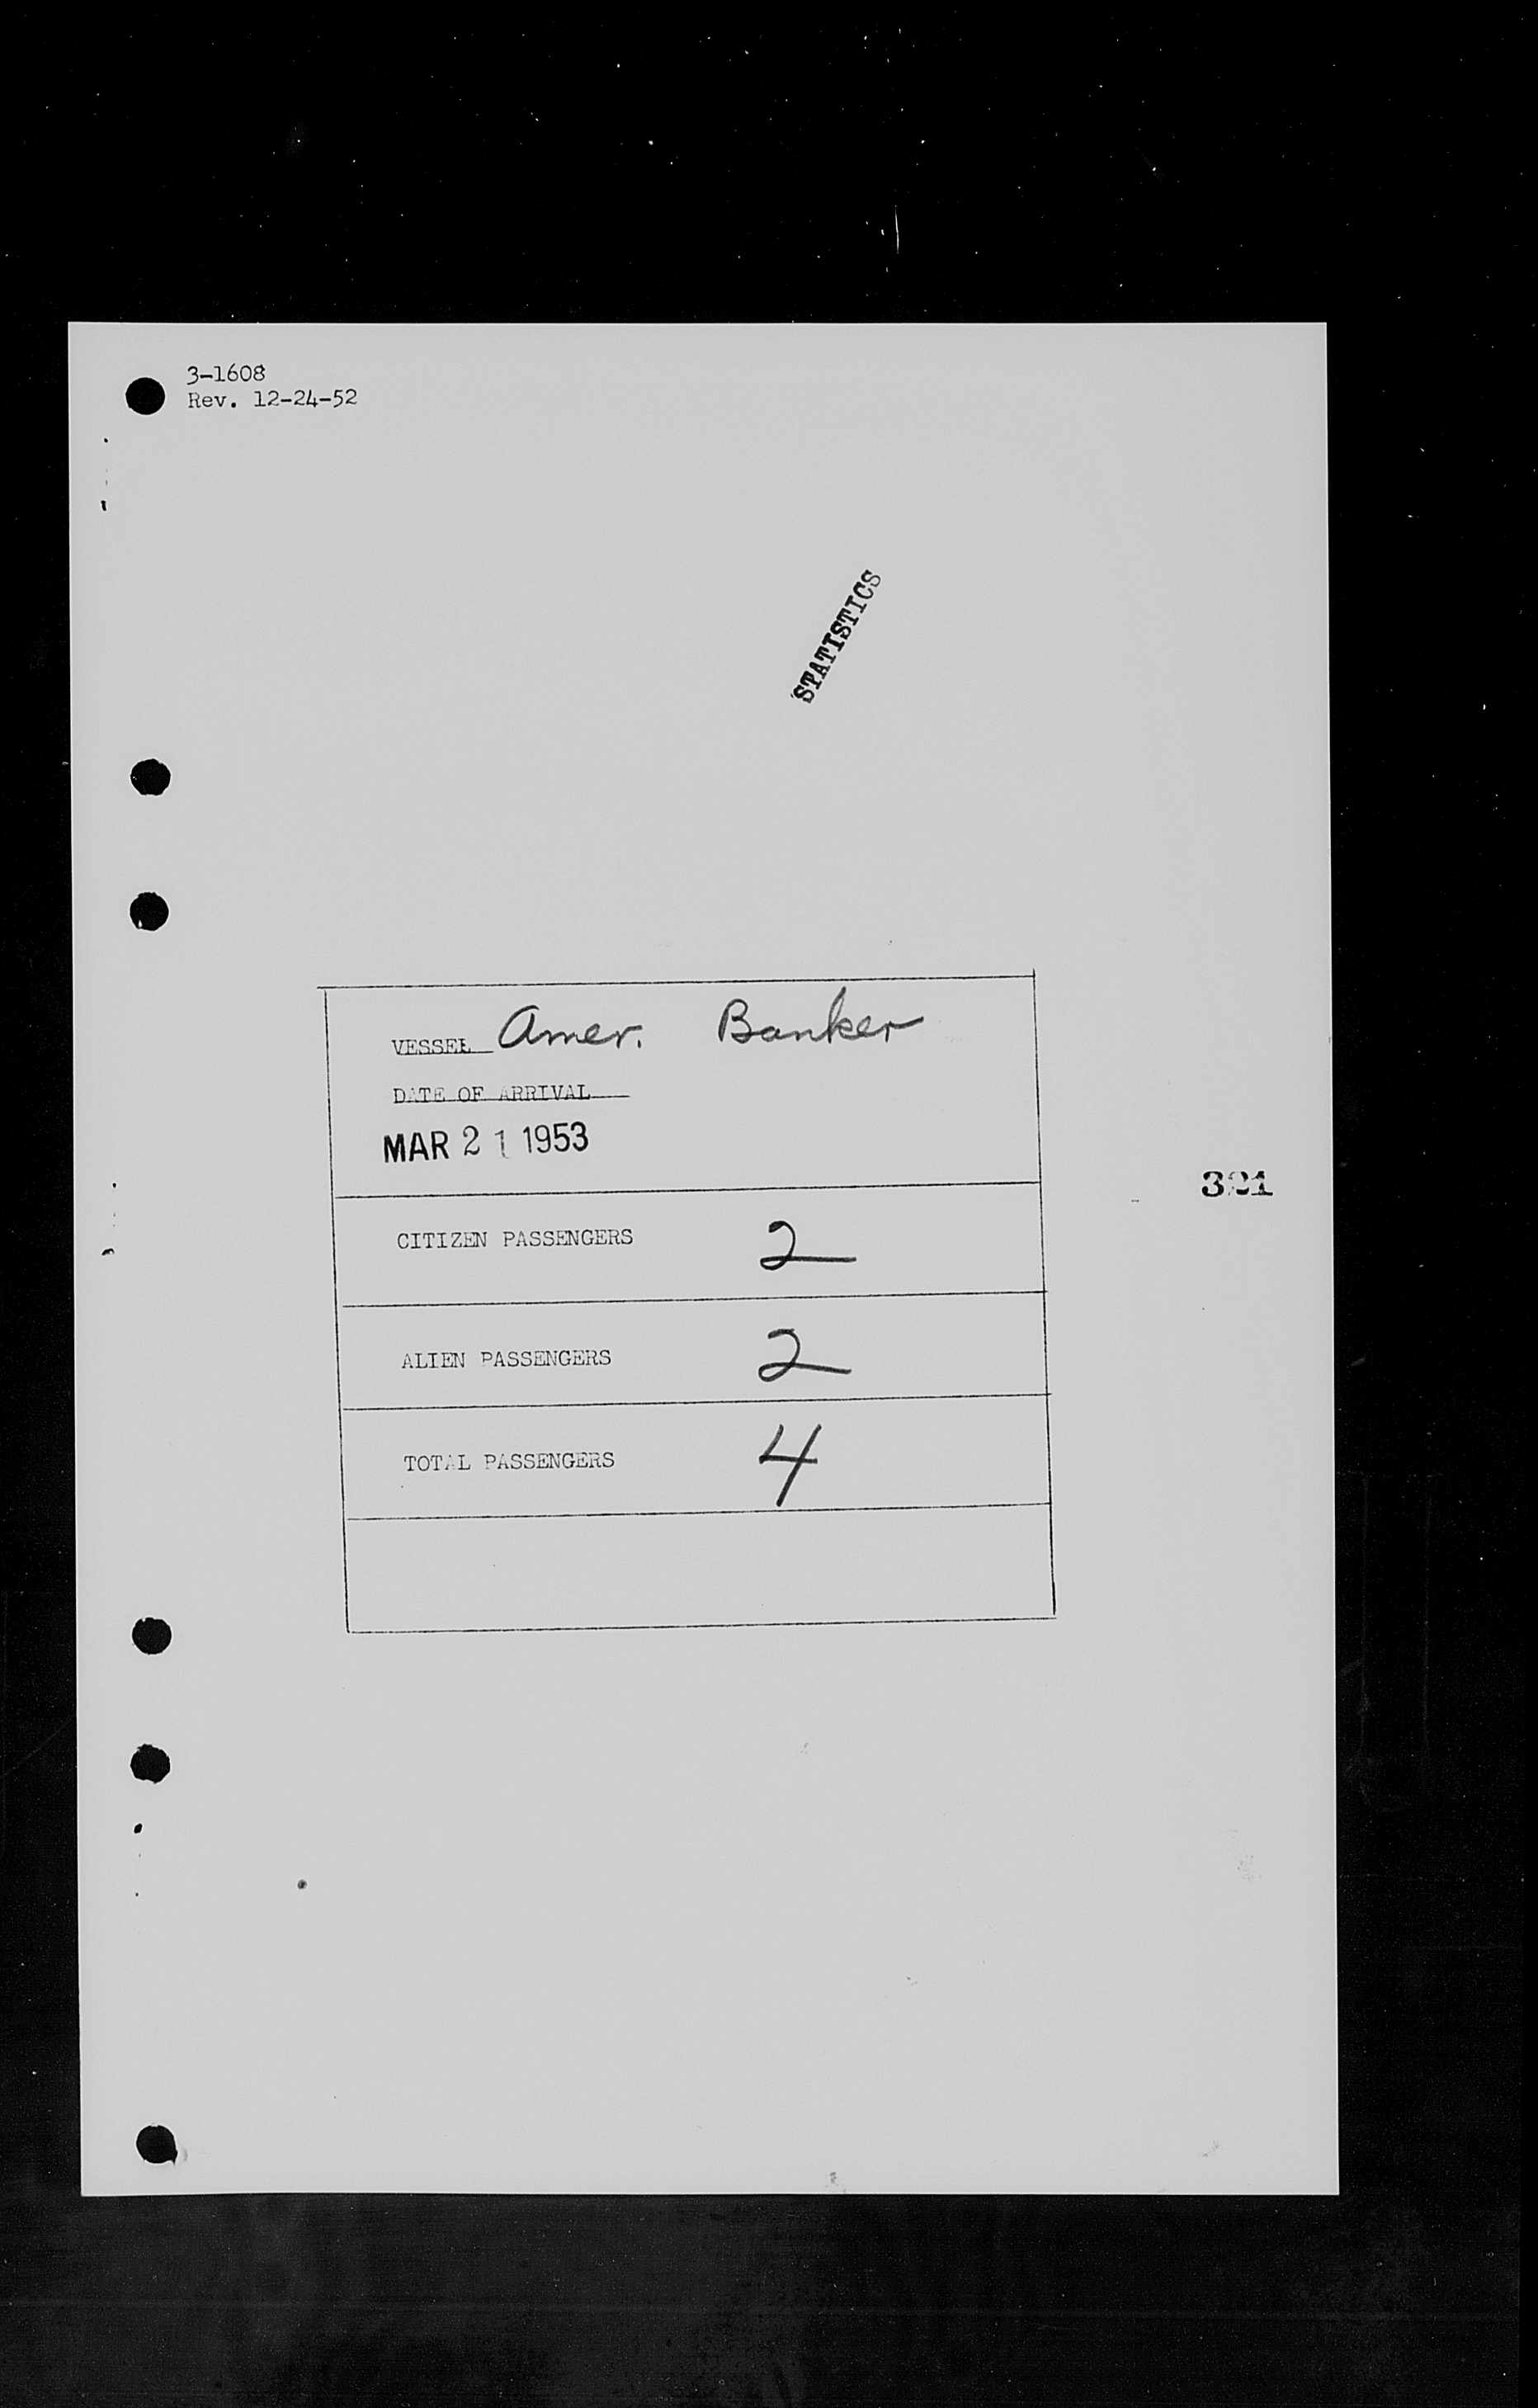 3-1608
Rev. 12-24-52
STATISTICS
VESSEL Amer. Banker
DATE OF ARRIVAL
MAR 21 1953
321
CITIZEN PASSENGERS 2
ALIEN PASSENGERS 2
TOTAL PASSENGERS 4